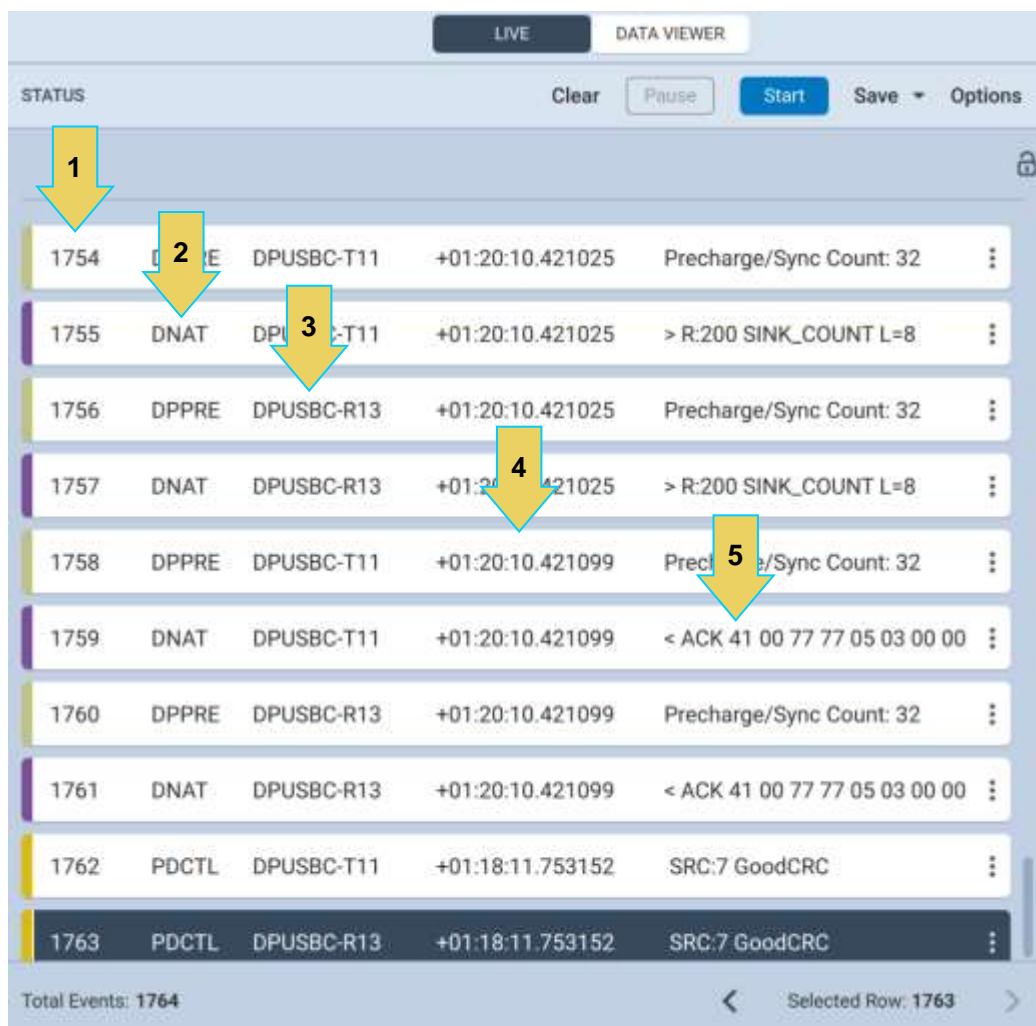 LIVE DATA VIEWER
STATUS Clear Pause Start Save Options
1
2
3
4
5
1754 DPUSBC-T11 +01:20:10.421025 Precharge/Sync Count: 32
1755 DNAT +01:20:10.421025 > R:200 SINK_COUNT L=8
1756 DPPRE DPUSBC-R13 +01:20:10.421025 Precharge/Sync Count: 32
1757 DNAT DPUSBC-R13 > R:200 SINK_COUNT L=8
1758 DPPRE DPUSBC-T11 +01:20:10.421099 Count: 32
1759 DNAT DPUSBC-T11 +01:20:10.421099 < ACK 41 00 77 77 05 03 00 00
1760 DPPRE DPUSBC-R13 +01:20:10.421099 Precharge/Sync Count: 32
1761 DNAT DPUSBC-R13 +01:20:10.421099 < ACK 41 00 77 77 05 03 00 00
1762 PDCTL DPUSBC-T11 +01:18:11.753152 SRC:7 GoodCRC
1763 PDCTL DPUSBC-R13 +01:18:11.753152 SRC:7 GoodCRC
Total Events: 1764 Selected Row: 1763